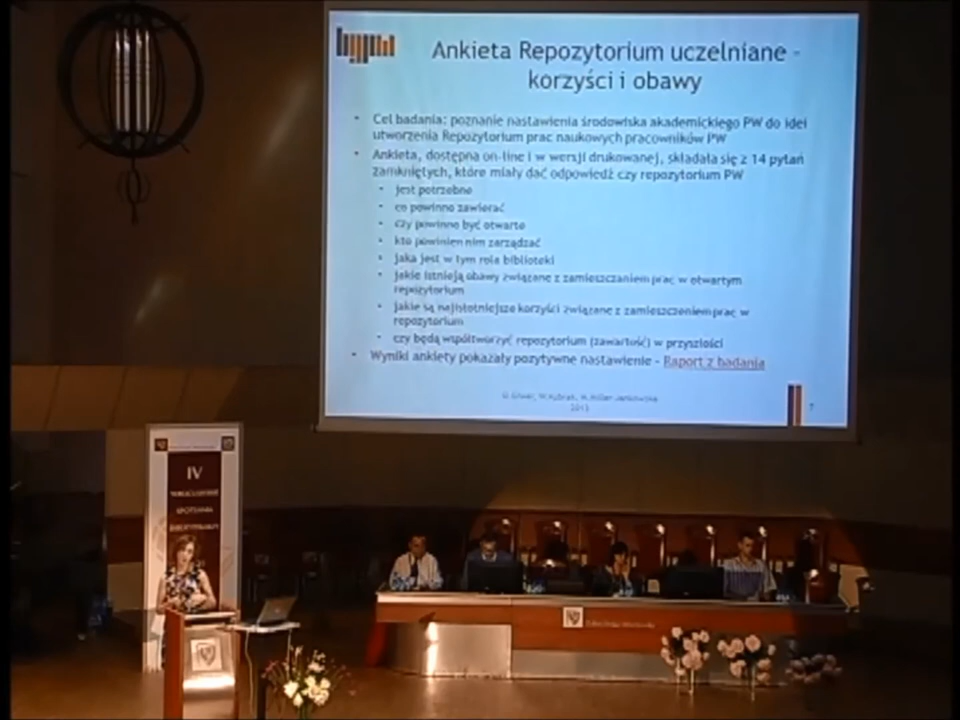 Ankieta Repozytorium uczelniane -
korzyści i obawy
• Cel badania: poznanie nastawienia środowiska akademickiego PW do idei
utworzenia Repozytorium prac naukowych pracowników PW
• Ankieta, dostępna on-line i w wersji drukowanej, składała się z 14 pytań
zamkniętych, które miały dać odpowiedź czy repozytorium PW
• jest potrzebne
• co powinno zawierać
• czy powinno być otwarte
• kto powinien nim zarządzać
• jaka jest w tym rola biblioteki
• jakie istnieją obawy związane z zamieszczaniem prac w otwartym
repozytorium
• jakie są najistotniejsze korzyści związane z zamieszczeniem prac w
repozytorium
• czy będą współtworzyć repozytorium (zawartość) w przyszłości
• Wyniki ankiety pokazały pozytywne nastawienie - Raport z badania
2013
7
IV
SPOTKANIA